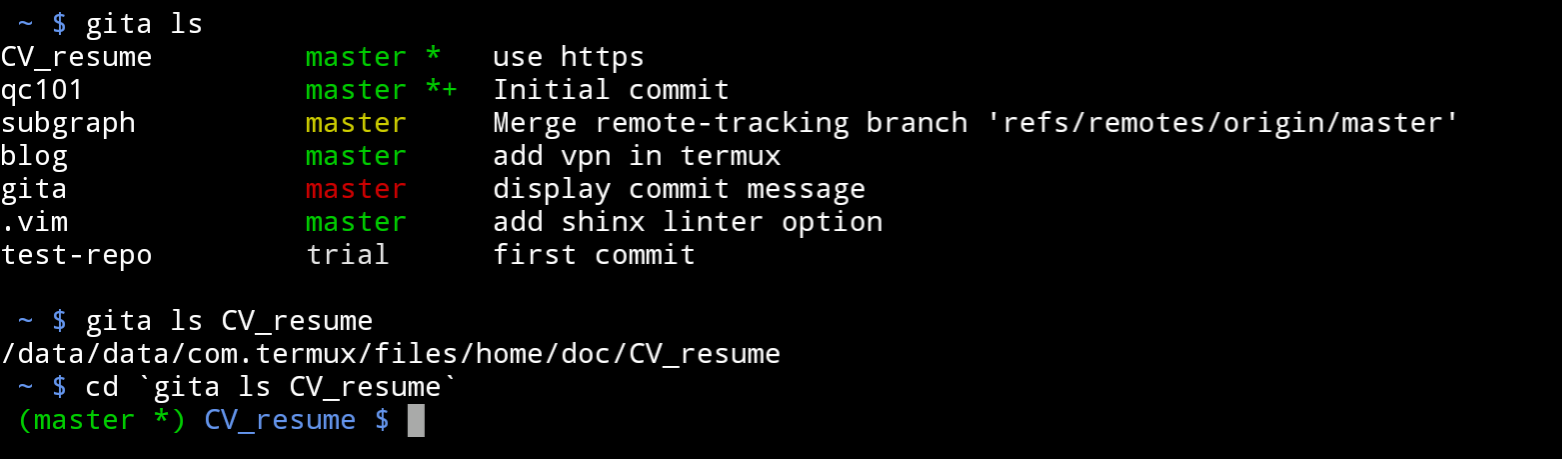 ~ $ gita ls
CV_resume         master *   use https
qc101             master *+  Initial commit
subgraph          master     Merge remote-tracking branch 'refs/remotes/origin/master'
blog              master     add vpn in termux
gita              master     display commit message
.vim              master     add shinx linter option
test-repo         trial      first commit
~ $ gita ls CV_resume
/data/data/com.termux/files/home/doc/CV_resume
~ $ cd `gita ls CV_resume`
(master *) CV_resume $